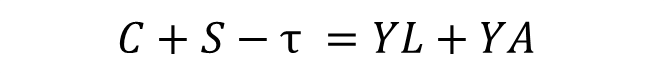 C + S − τ = YL + YA